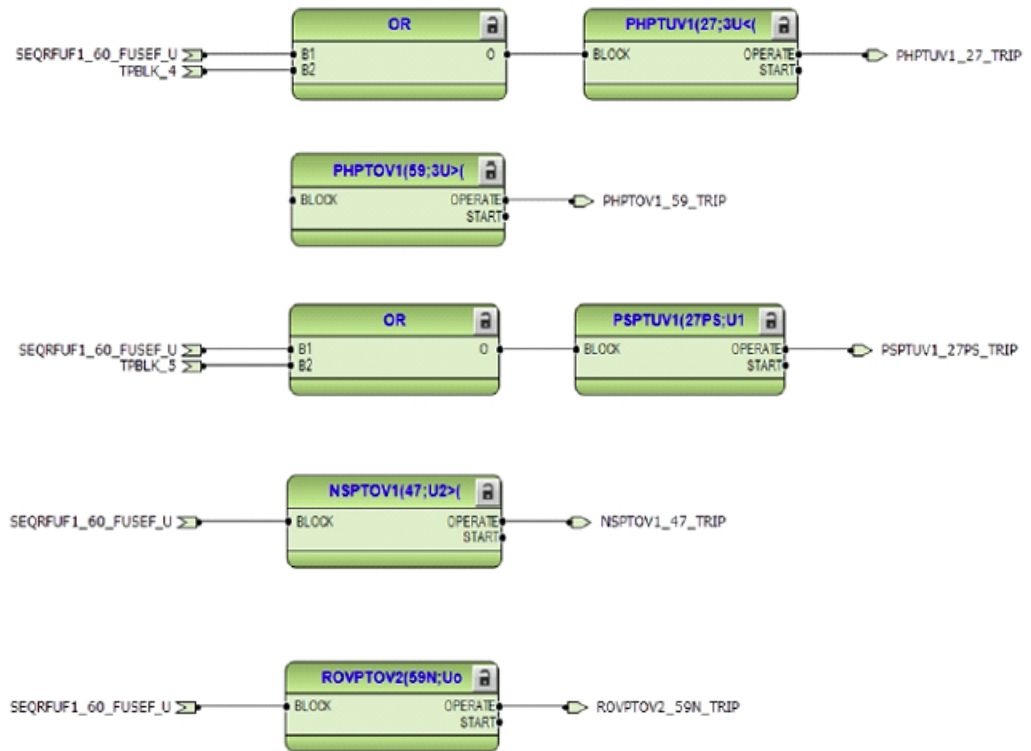 OR
PHPTUV1(27;3U<(
SEQRFUF1_60_FUSEF_U
B1
O
BLOCK
OPERATE
PHPTUV1_27_TRIP
TPBLK_4
B2
START
PHPTOV1(59;3U>(
BLOCK
OPERATE
PHPTOV1_59_TRIP
START
OR
PSPTUV1(27PS;U1
SEQRFUF1_60_FUSEF_U
B1
O
BLOCK
OPERATE
PSPTUV1_27PS_TRIP
TPBLK_5
B2
START
NSPTOV1(47;U2>(
SEQRFUF1_60_FUSEF_U
BLOCK
OPERATE
NSPTOV1_47_TRIP
START
ROVPTOV2(59N;Uo
SEQRFUF1_60_FUSEF_U
BLOCK
OPERATE
ROVPTOV2_59N_TRIP
START